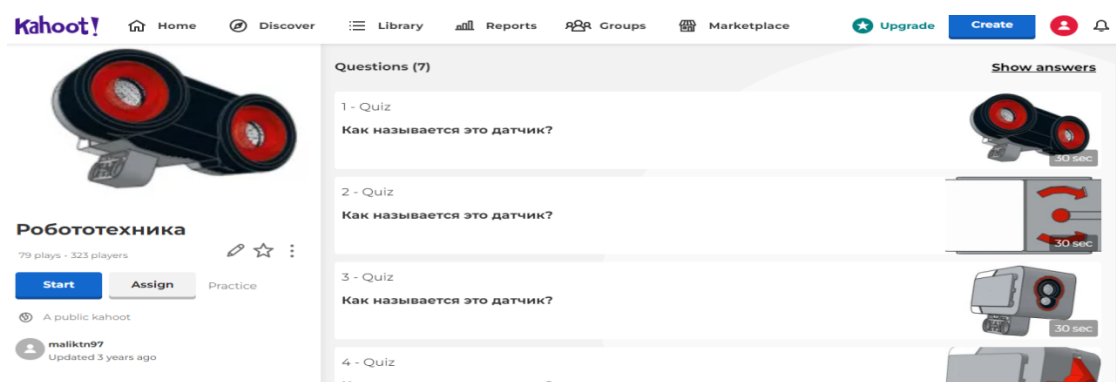 Kahoot! Home Discover Library Reports Groups Marketplace Upgrade Create
Questions (7) Show answers
1 - Quiz
Как называется это датчик?
30 sec
2 - Quiz
Как называется это датчик?
30 sec
3 - Quiz
Как называется это датчик?
30 sec
4 - Quiz
Робототехника
79 plays · 323 players
Start Assign Practice
A public kahoot
maliktn97
Updated 3 years ago